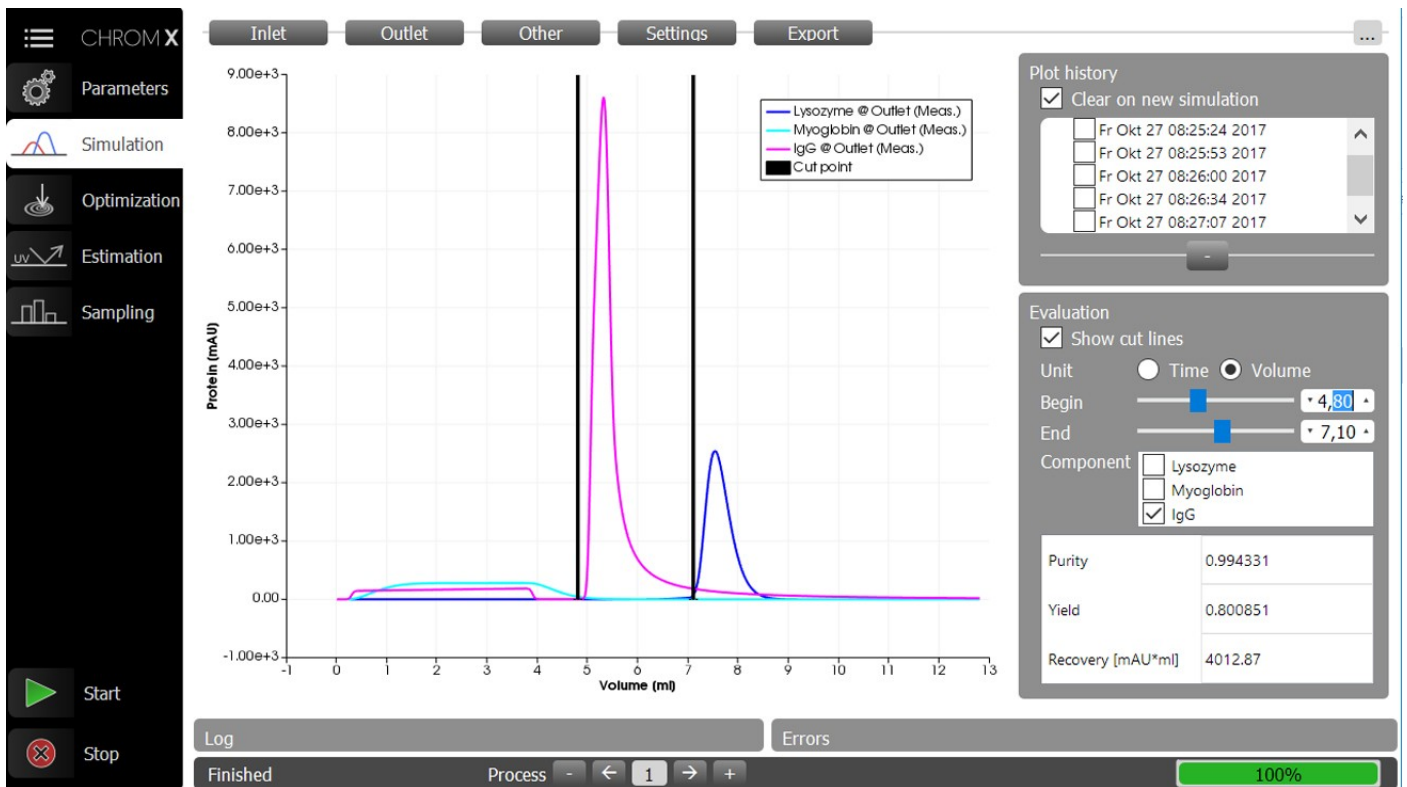 CHROM X
Parameters
Simulation
Optimization
UV
Estimation
Sampling
Start
Stop
Inlet Outlet Other Settings Export ...
9.00e+3
8.00e+3
7.00e+3
6.00e+3
5.00e+3
4.00e+3
3.00e+3
2.00e+3
1.00e+3
0.00
-1.00e+3
Protein (mAU)
-1 0 1 2 3 4 5 6 7 8 9 10 11 12 13
Volume (ml)
Lysozyme @ Outlet (Meas.)
Myoglobin @ Outlet (Meas.)
IgG @ Outlet (Meas.)
Cut point
Plot history
Clear on new simulation
Fr Okt 27 08:25:24 2017
Fr Okt 27 08:25:53 2017
Fr Okt 27 08:26:00 2017
Fr Okt 27 08:26:34 2017
Fr Okt 27 08:27:07 2017
-
Evaluation
Show cut lines
Unit Time Volume
Begin 4,80
End 7,10
Component Lysozyme
Myoglobin
IgG
Purity 0.994331
Yield 0.800851
Recovery [mAU*ml] 4012.87
Log Errors
Finished Process - ← 1 → + 100%